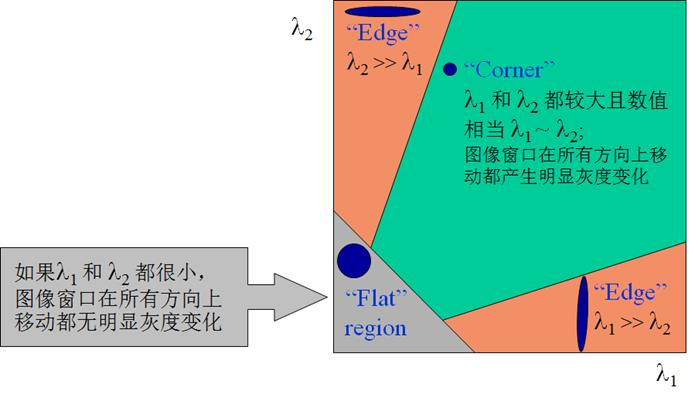 λ2
“Edge”
λ2 >> λ1
“Corner”
λ1 和 λ2 都较大且数值
相当 λ1 ~ λ2;
图像窗口在所有方向上移
动都产生明显灰度变化
如果λ1 和 λ2 都很小，
图像窗口在所有方向上
移动都无明显灰度变化
“Flat”
region
“Edge”
λ1 >> λ2
λ1